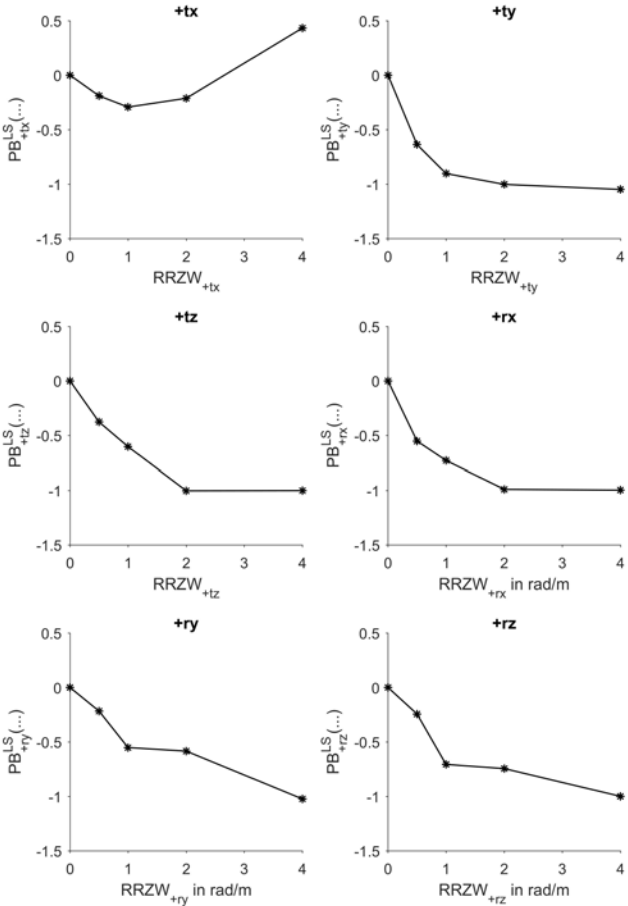 +tx
0.5
0
-0.5
-1
-1.5
PB^LS_+tx(...)
0 1 2 3 4
RRZW_+tx
+ty
0.5
0
-0.5
-1
-1.5
PB^LS_+ty(...)
0 1 2 3 4
RRZW_+ty
+tz
0.5
0
-0.5
-1
-1.5
PB^LS_+tz(...)
0 1 2 3 4
RRZW_+tz
+rx
0.5
0
-0.5
-1
-1.5
PB^LS_+rx(...)
0 1 2 3 4
RRZW_+rx in rad/m
+ry
0.5
0
-0.5
-1
-1.5
PB^LS_+ry(...)
0 1 2 3 4
RRZW_+ry in rad/m
+rz
0.5
0
-0.5
-1
-1.5
PB^LS_+rz(...)
0 1 2 3 4
RRZW_+rz in rad/m